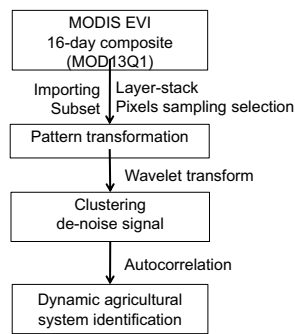 MODIS EVI
16-day composite
(MOD13Q1)
Importing
Subset
Layer-stack
Pixels sampling selection
Pattern transformation
Wavelet transform
Clustering
de-noise signal
Autocorrelation
Dynamic agricultural
system identification